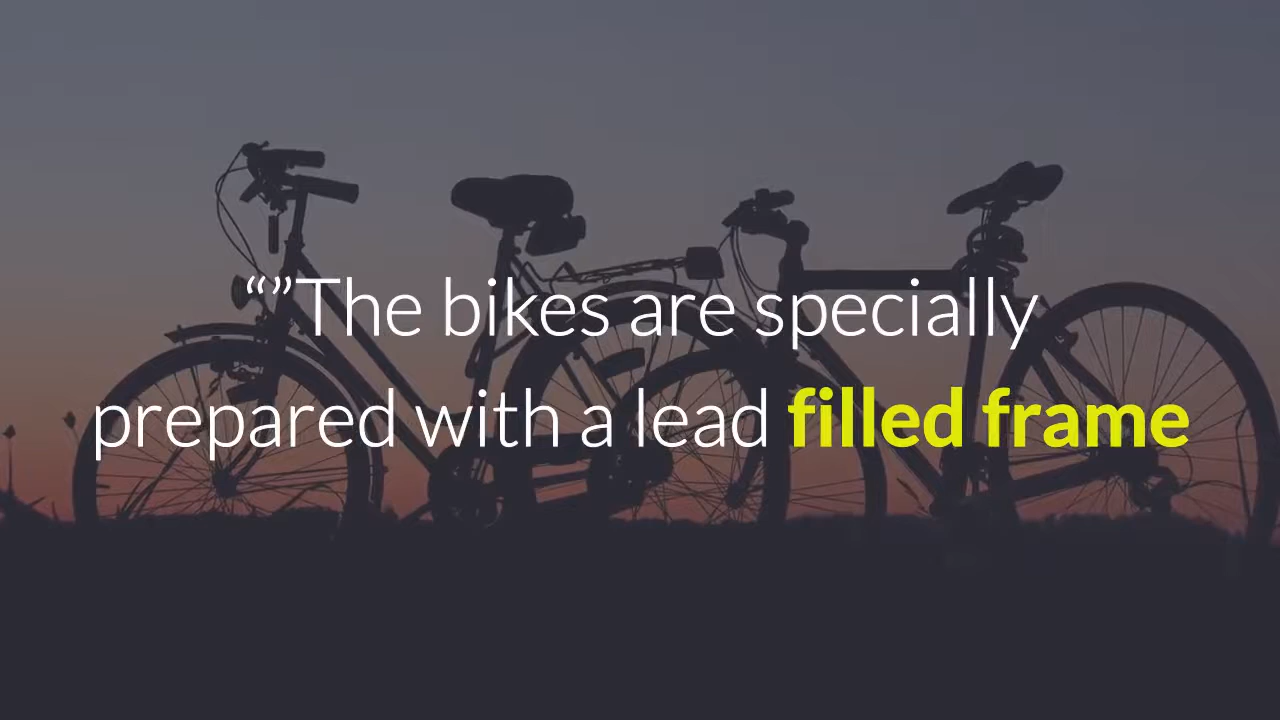 “”The bikes are specially
prepared with a lead filled frame